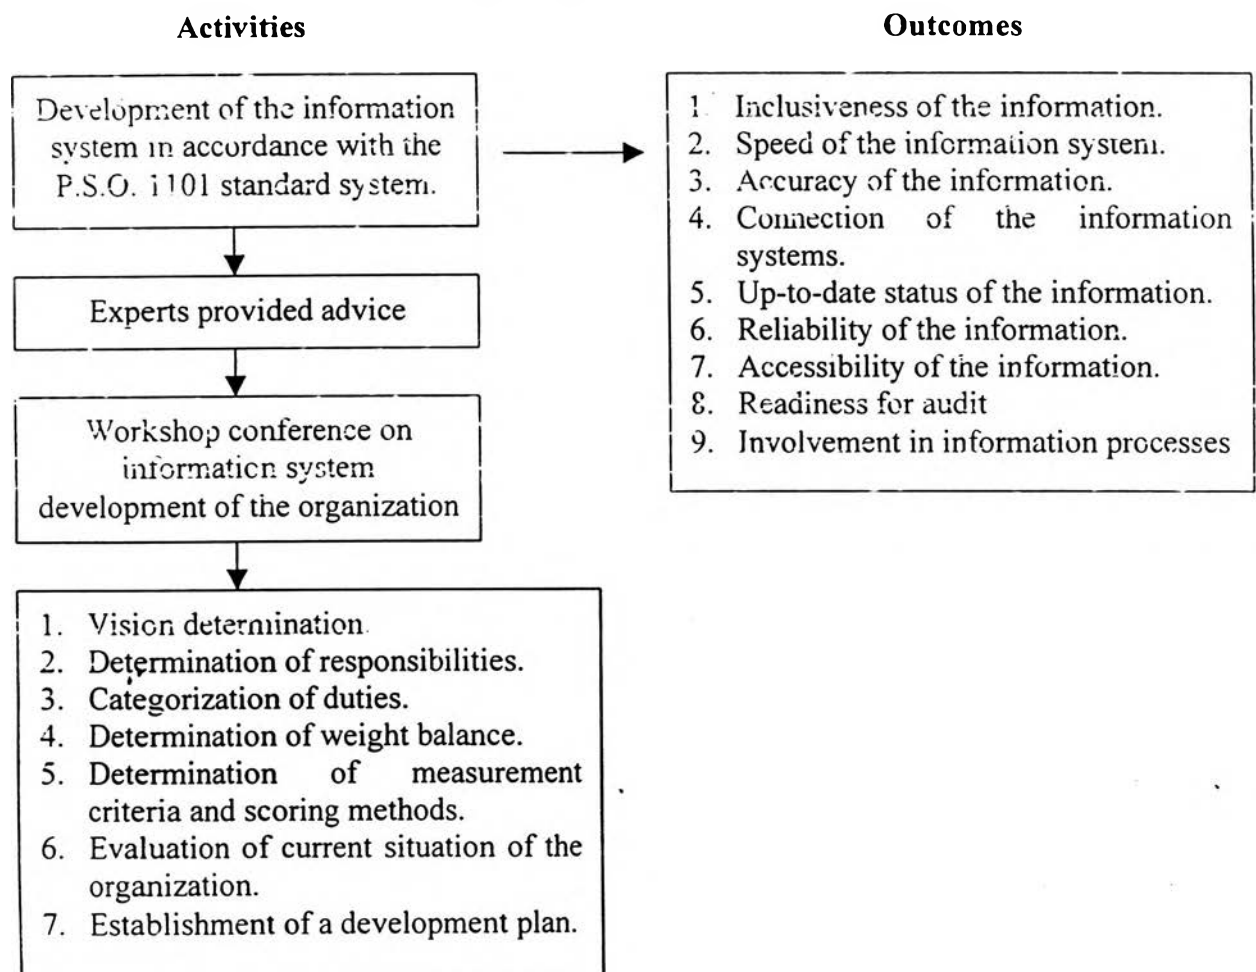 Activities
Outcomes
Development of the information
system in accordance with the
P.S.O. 1101 standard system.
Experts provided advice
Workshop conference on
information system
development of the organization
1. Vision determination.
2. Determination of responsibilities.
3. Categorization of duties.
4. Determination of weight balance.
5. Determination of measurement
criteria and scoring methods.
6. Evaluation of current situation of the
organization.
7. Establishment of a development plan.
1. Inclusiveness of the information.
2. Speed of the information system.
3. Accuracy of the information.
4. Connection of the information
systems.
5. Up-to-date status of the information.
6. Reliability of the information.
7. Accessibility of the information.
8. Readiness for audit
9. Involvement in information processes